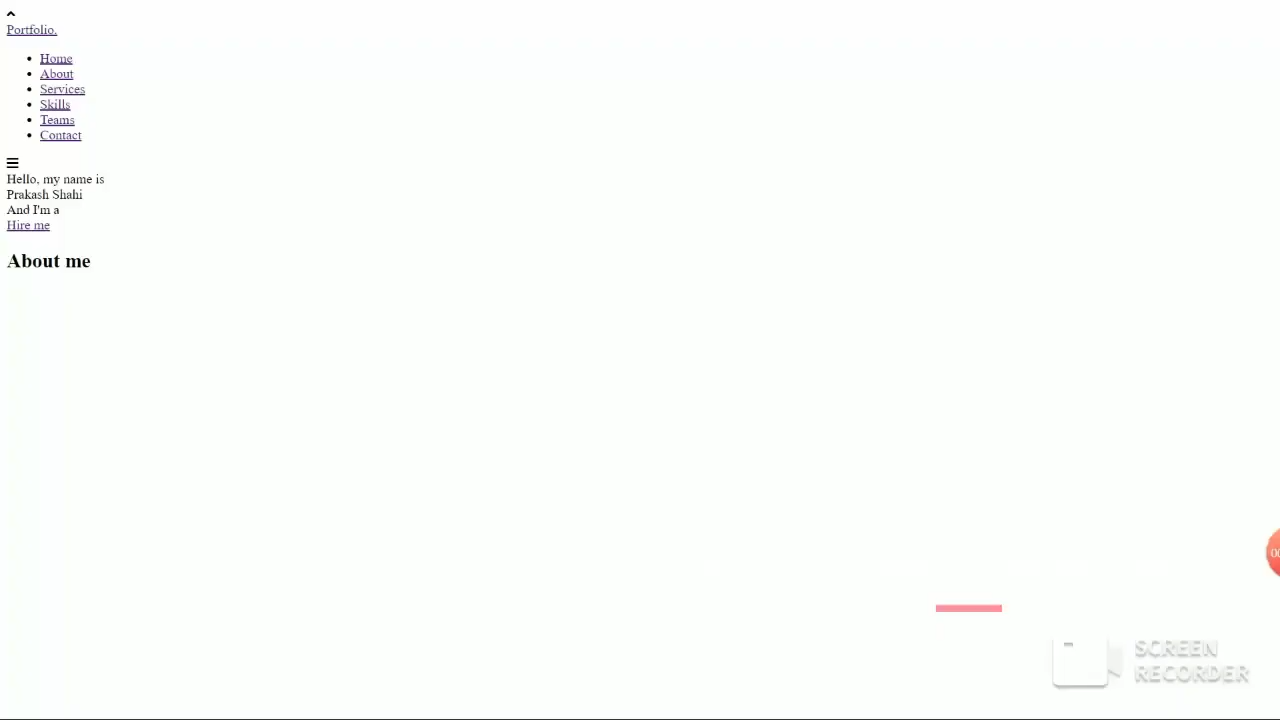 Portfolio.
Home
About
Services
Skills
Teams
Contact
Hello, my name is
Prakash Shahi
And I'm a
Hire me
About me
00
SCREEN
RECORDER